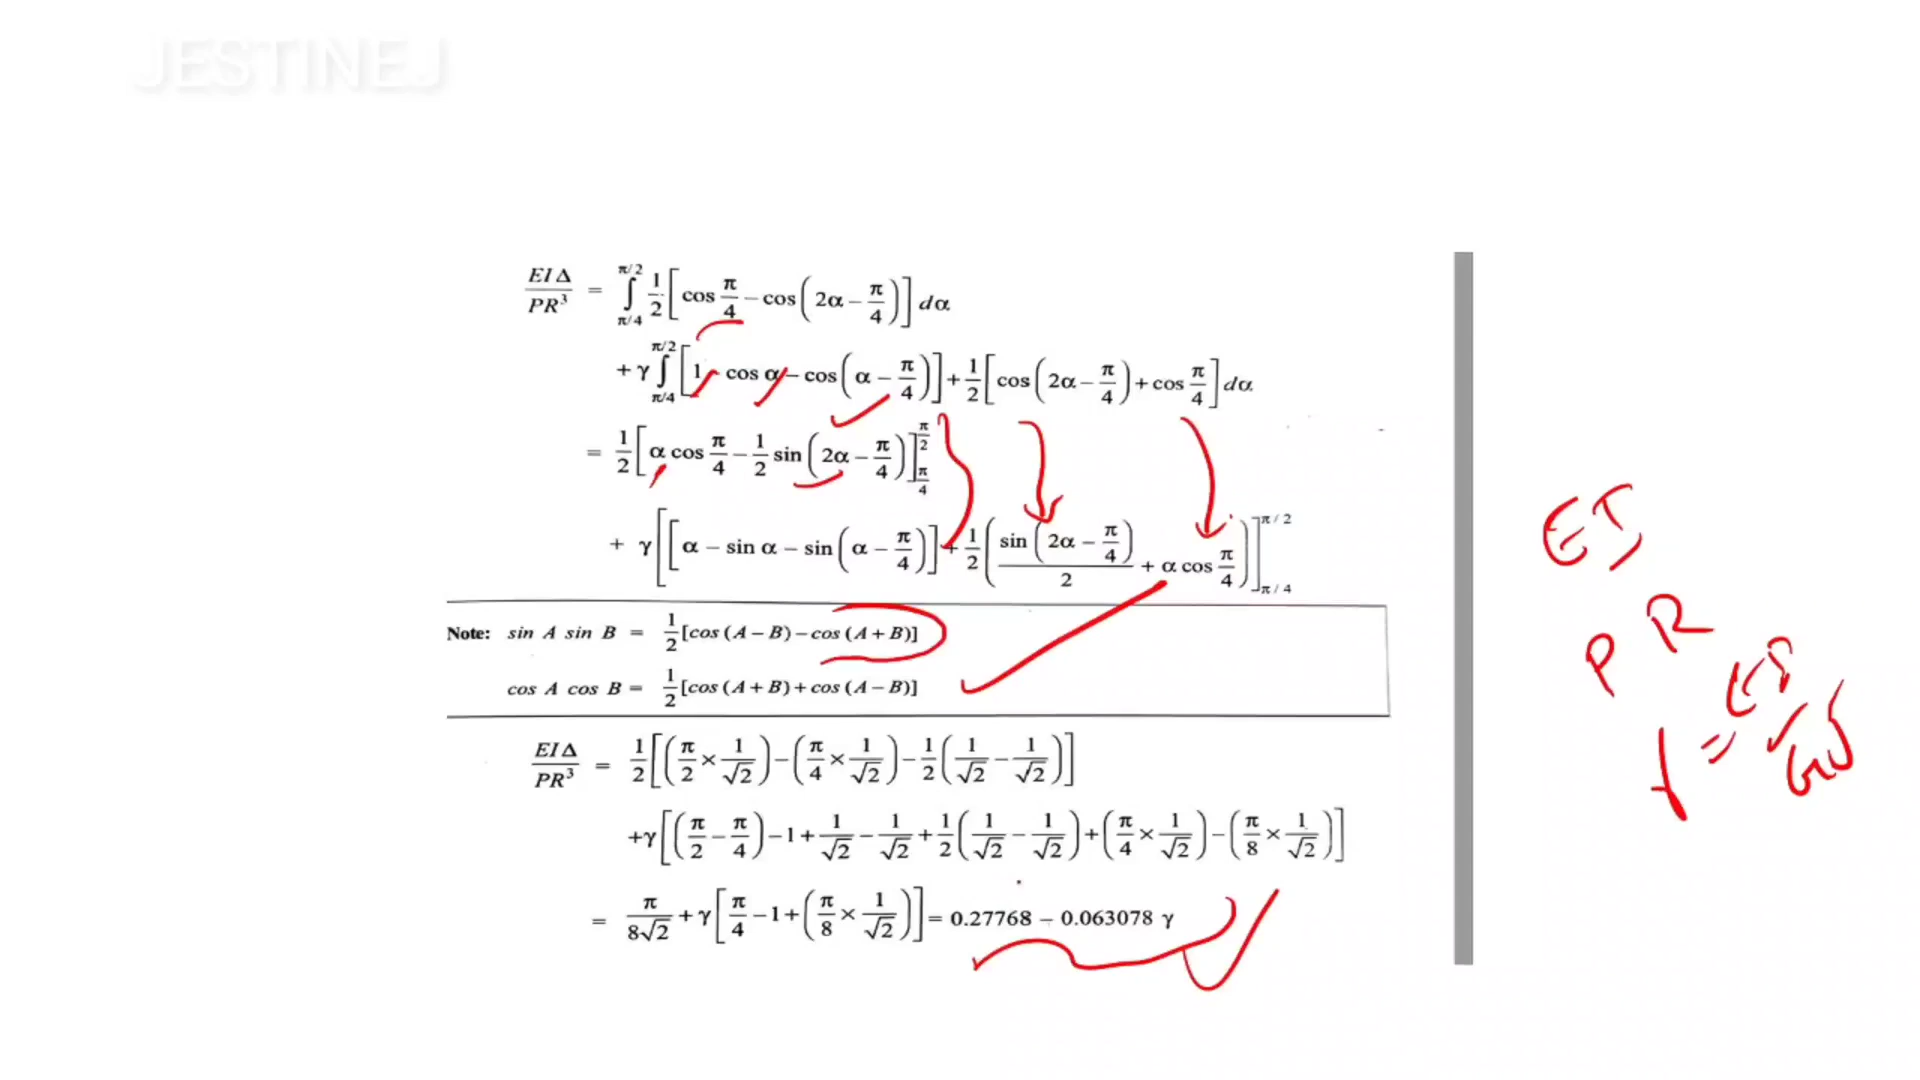 JESTINEJ
EIΔ/PR³ = ∫_{π/4}^{π/2} 1/2 [cos π/4 – cos (2α – π/4)] dα
+ γ ∫_{π/4}^{π/2} [1 – cos α – cos (α – π/4)] + 1/2 [cos (2α – π/4) + cos π/4] dα
= 1/2 [α cos π/4 – 1/2 sin (2α – π/4)]_{π/4}^{π/2}
+ γ [[α – sin α – sin (α – π/4)] + 1/2 (sin (2α – π/4)/2 + α cos π/4)]_{π/4}^{π/2}
Note: sin A sin B = 1/2 [cos (A – B) – cos (A + B)]
cos A cos B = 1/2 [cos (A + B) + cos (A – B)]
EIΔ/PR³ = 1/2 [(π/2 × 1/√2) – (π/4 × 1/√2) – 1/2 (1/√2 – 1/√2)]
+γ [(π/2 – π/4) – 1 + 1/√2 – 1/√2 + 1/2 (1/√2 – 1/√2) + (π/4 × 1/√2) – (π/8 × 1/√2)]
= π/8√2 + γ [π/4 – 1 + (π/8 × 1/√2)] = 0.27768 – 0.063078 γ
EI
P R
γ = EI/GJ